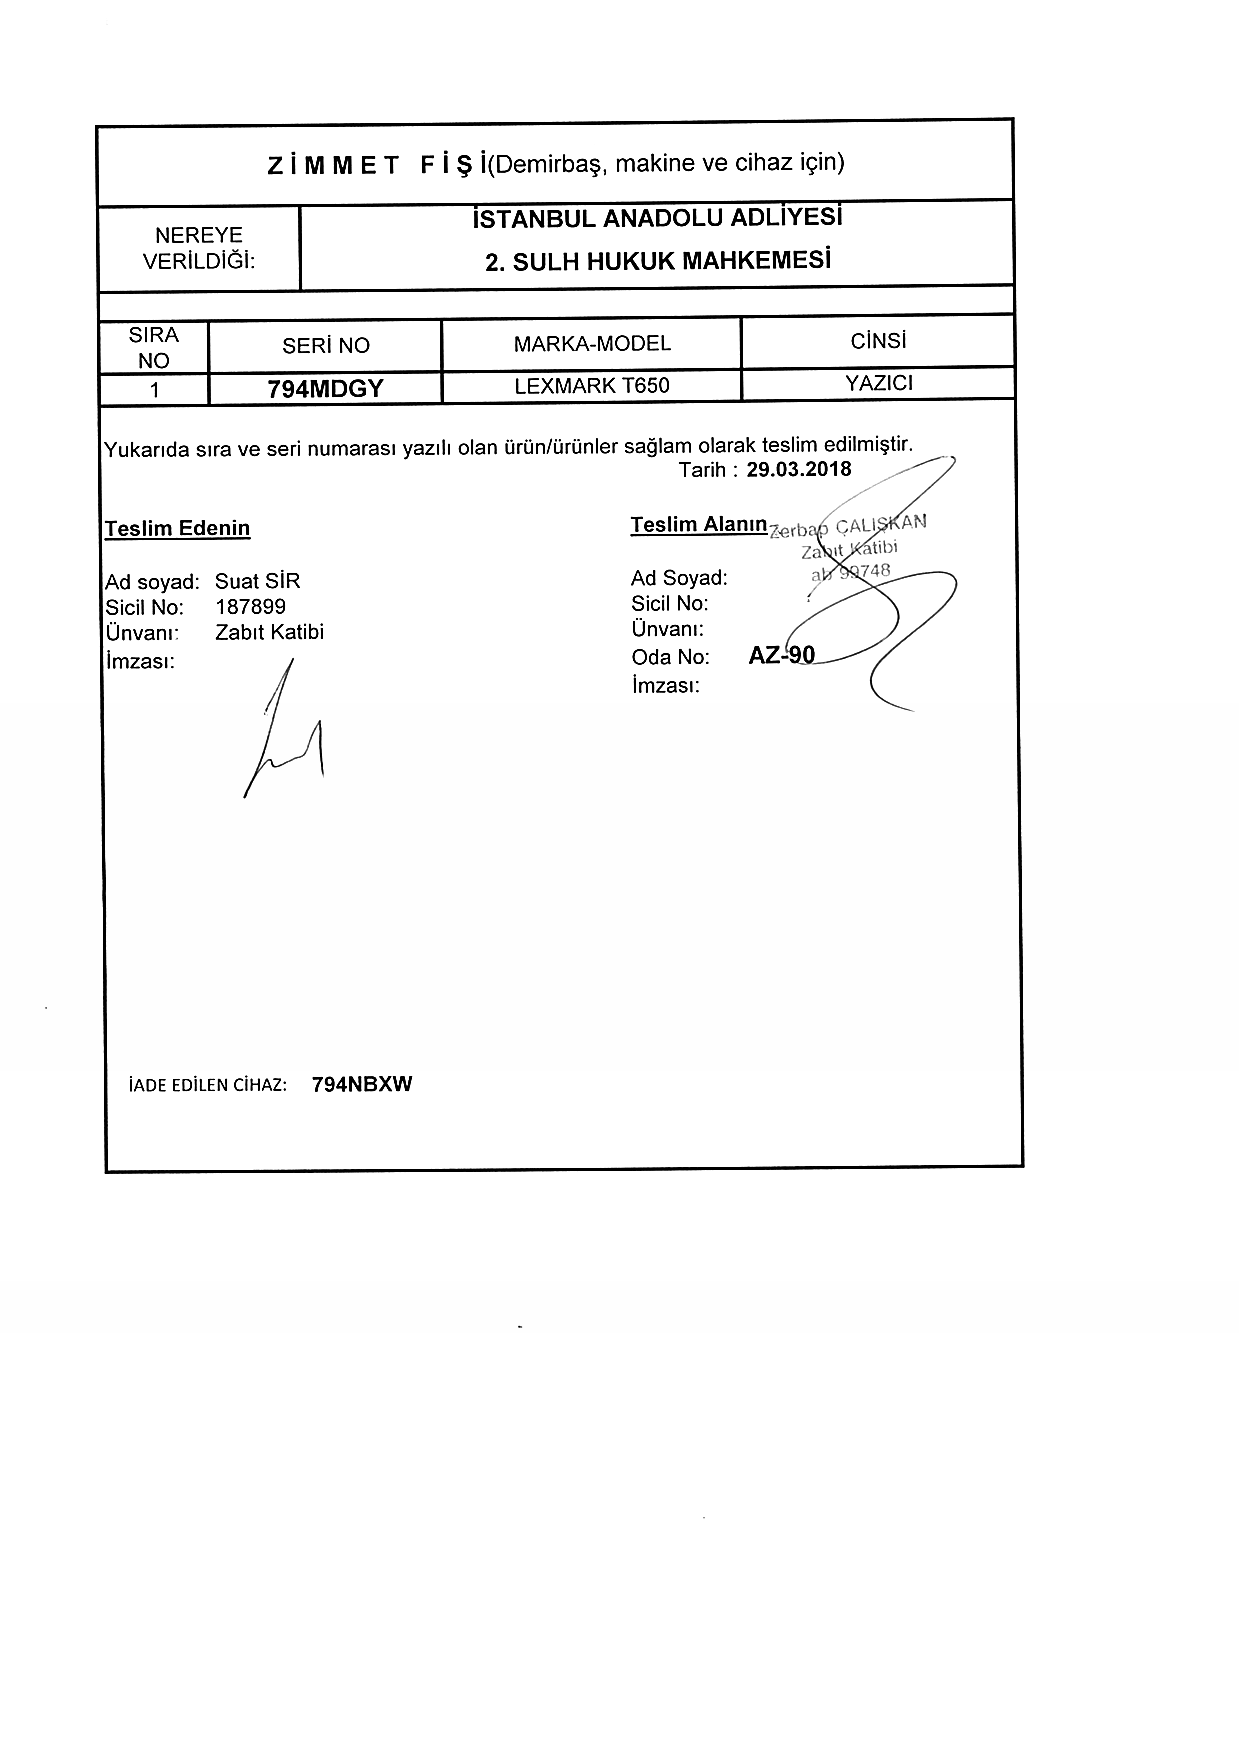 ZİMMET FİŞİ(Demirbaş, makine ve cihaz için)
NEREYE VERİLDİĞİ:
İSTANBUL ANADOLU ADLİYESİ
2. SULH HUKUK MAHKEMESİ
SIRA NO SERİ NO MARKA-MODEL CİNSİ
1 794MDGY LEXMARK T650 YAZICI
Yukarıda sıra ve seri numarası yazılı olan ürün/ürünler sağlam olarak teslim edilmiştir.
Tarih : 29.03.2018
Teslim Edenin
Ad soyad: Suat SİR
Sicil No: 187899
Ünvanı: Zabıt Katibi
İmzası:
Teslim Alanın
Zerbap ÇALIŞKAN
Zabıt Katibi
ab 99748
Ad Soyad:
Sicil No:
Ünvanı:
Oda No: AZ-90
İmzası:
İADE EDİLEN CİHAZ: 794NBXW